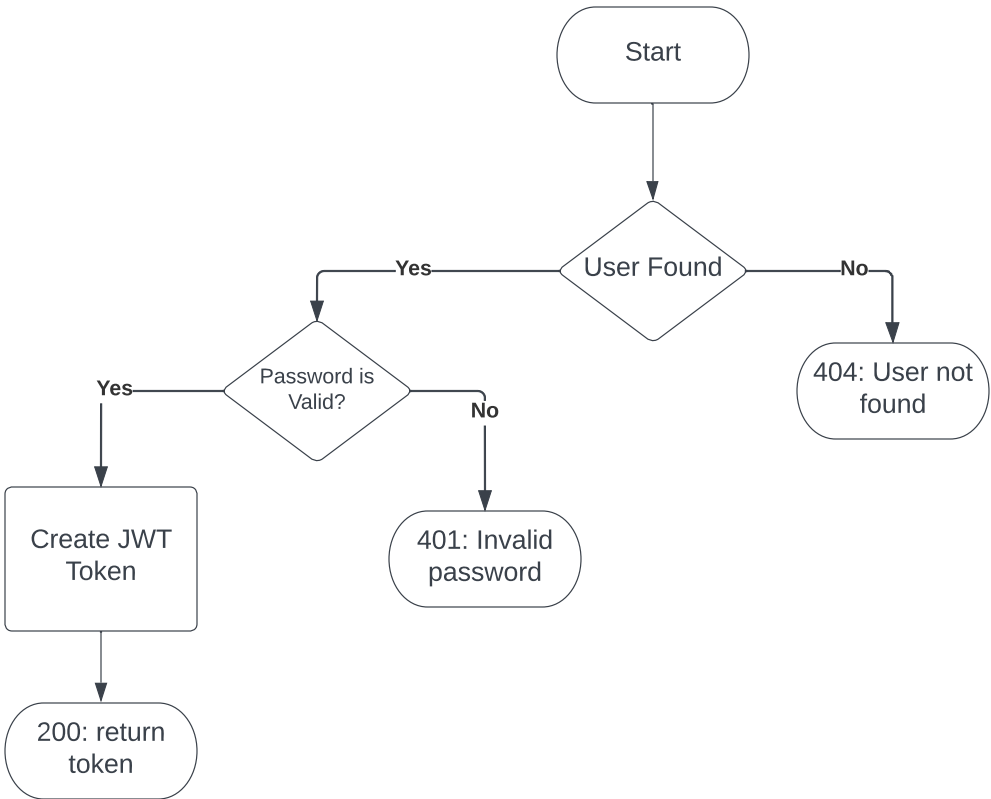 Start
User Found
Yes
No
Password is
Valid?
404: User not
found
Yes
No
Create JWT
Token
401: Invalid
password
200: return
token